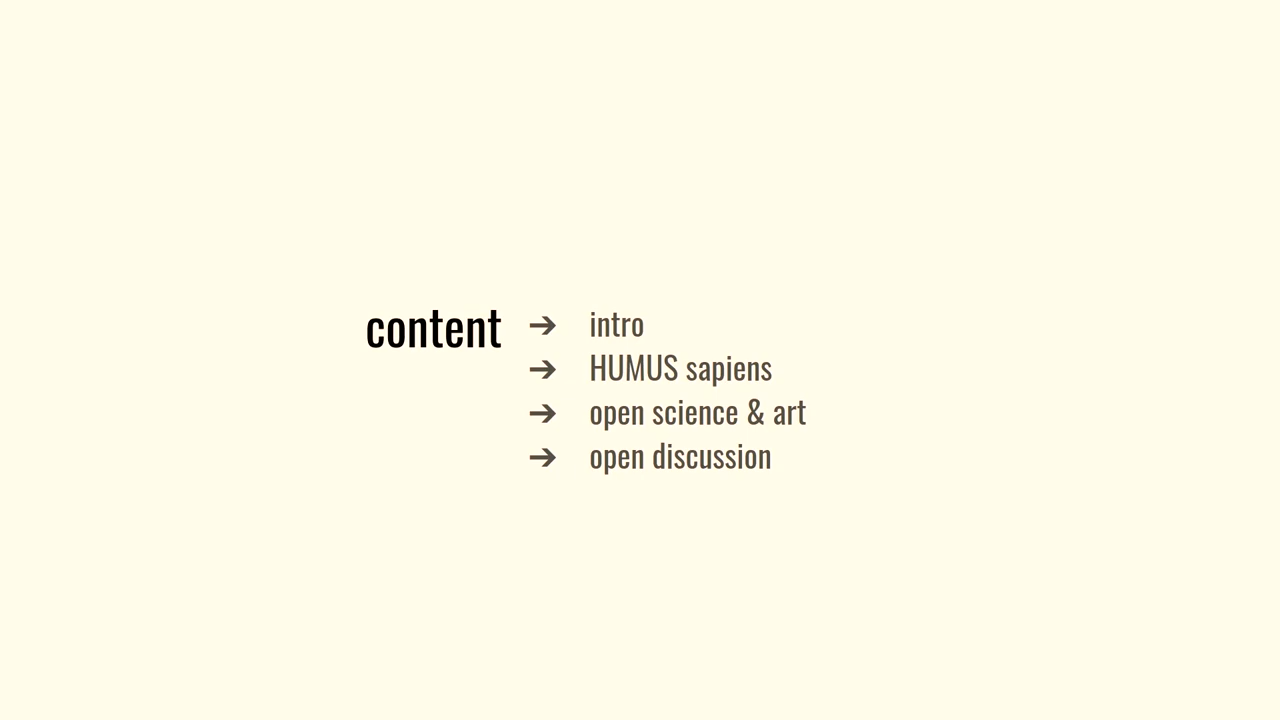 content ➔ intro
➔ HUMUS sapiens
➔ open science & art
➔ open discussion